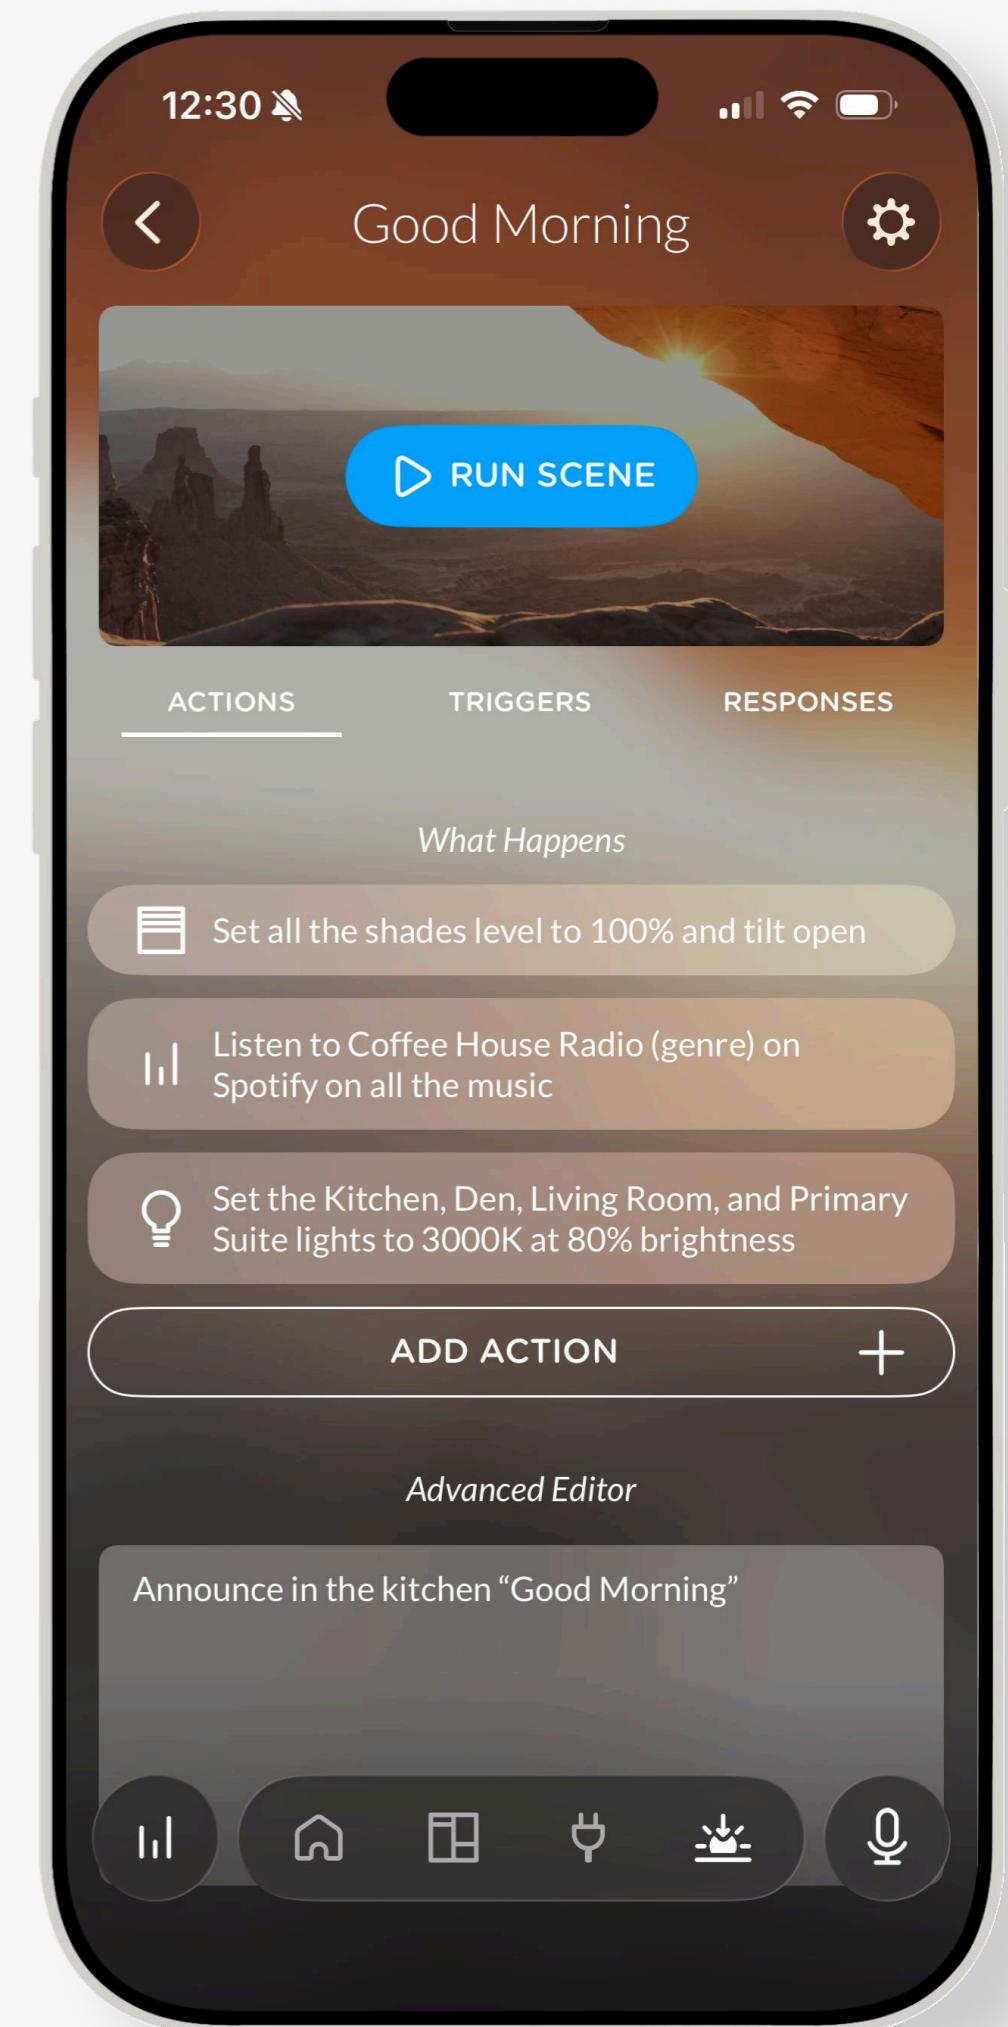 12:30
Good Morning
RUN SCENE
ACTIONS
TRIGGERS
RESPONSES
What Happens
Set all the shades level to 100% and tilt open
Listen to Coffee House Radio (genre) on
Spotify on all the music
Set the Kitchen, Den, Living Room, and Primary
Suite lights to 3000K at 80% brightness
ADD ACTION
Advanced Editor
Announce in the kitchen “Good Morning”